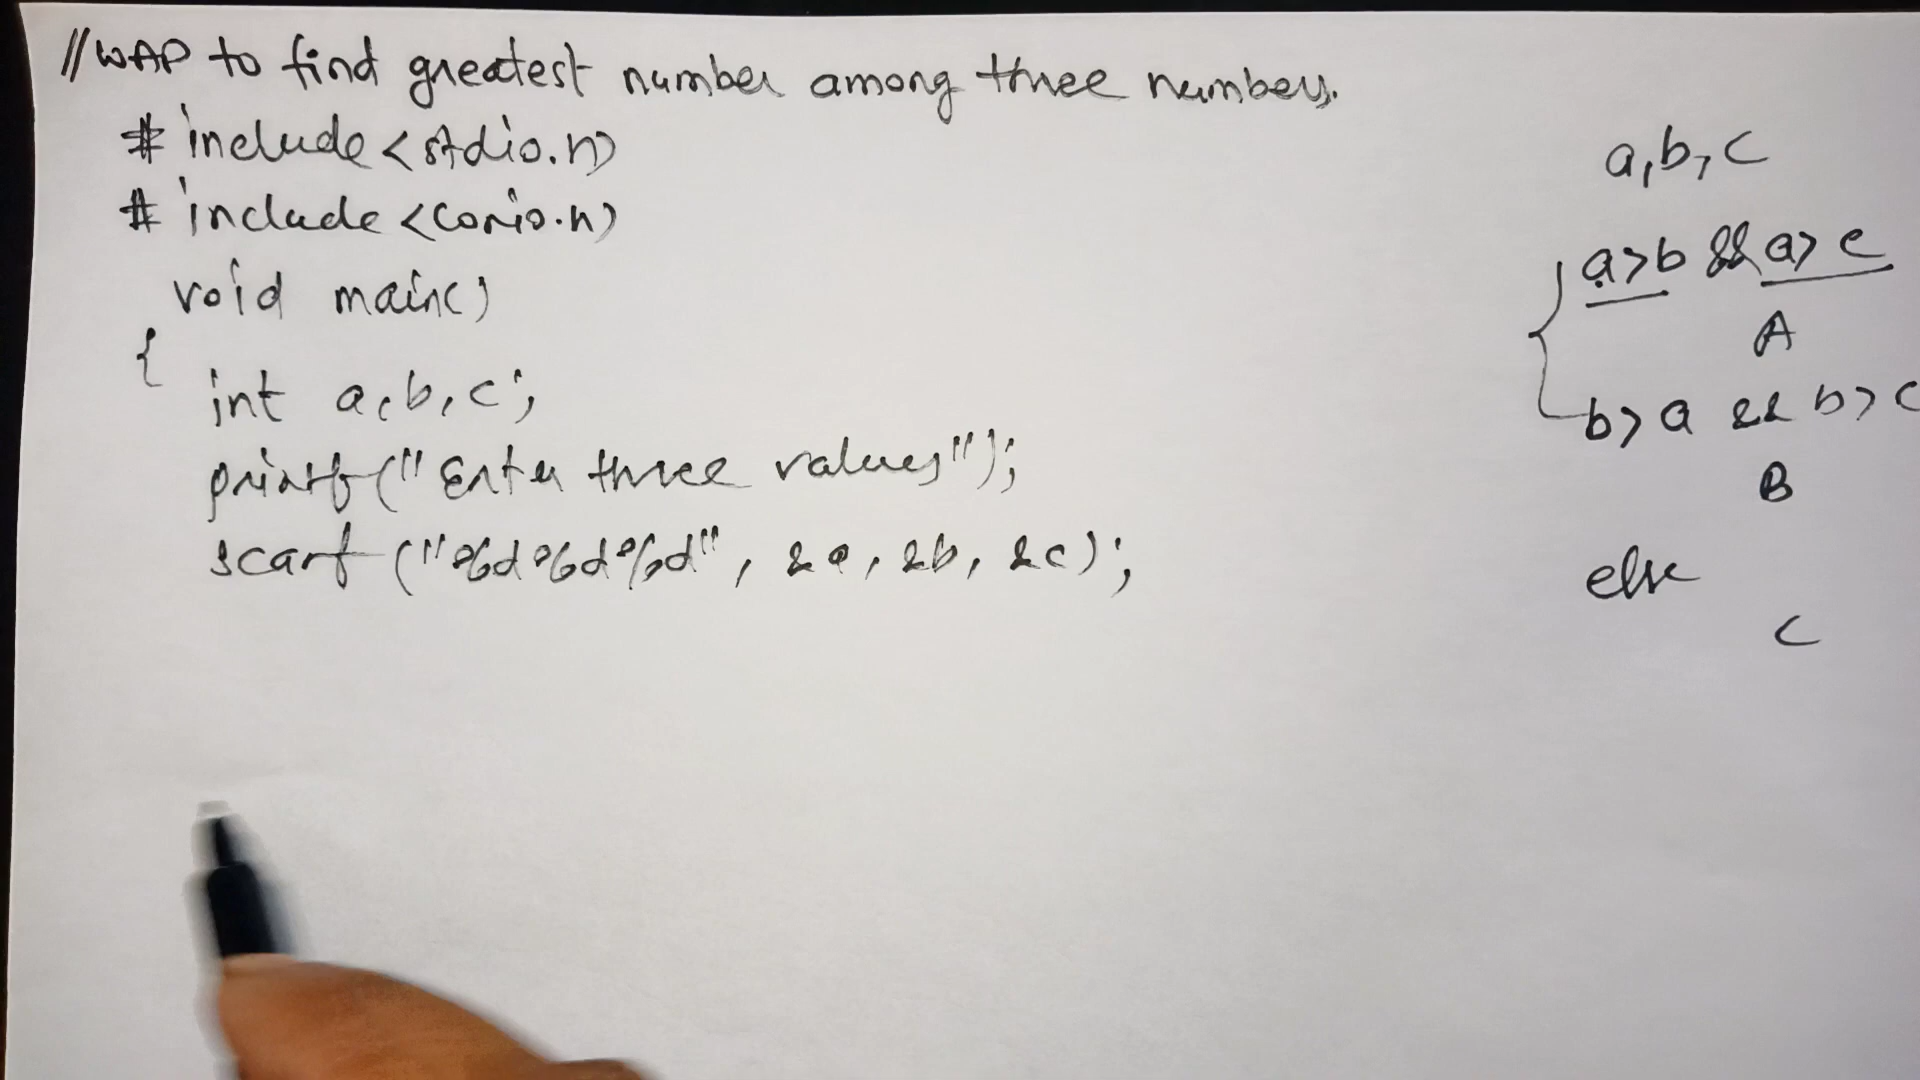 //WAP to find greatest number among three numbers.
# include <stdio.h>
# include <conio.h>
void main()
{
int a,b,c;
printf("Enter three values");
scanf("%d%d%d", &a, &b, &c);
a,b,c
a>b && a>c
A
b>a && b>c
B
else
C